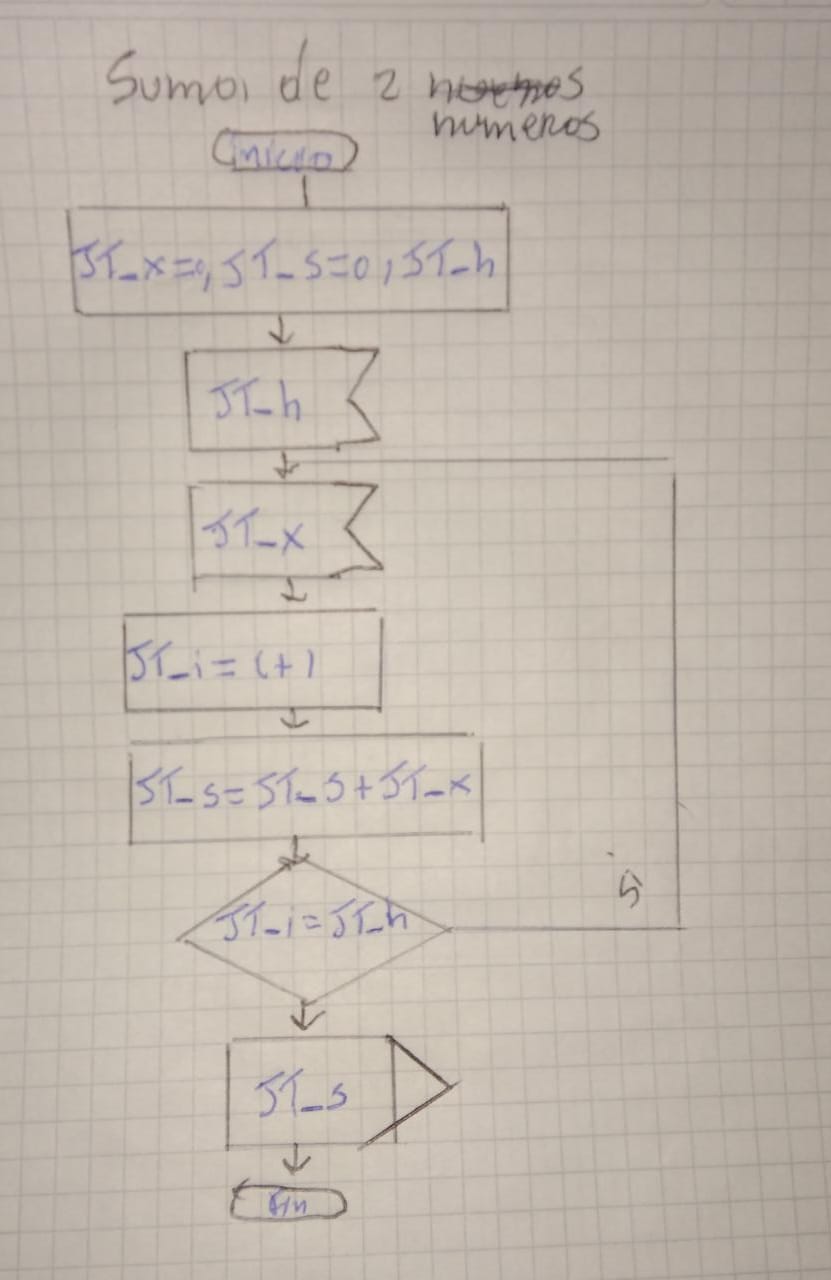 Suma de 2
numeros
inicio
JT_x=0, JT_s=0, JT_h
JT_h
JT_x
JT_i = i+1
JT_s=JT_s+JT_x
JT_i=JT_h
si
JT_s
fin